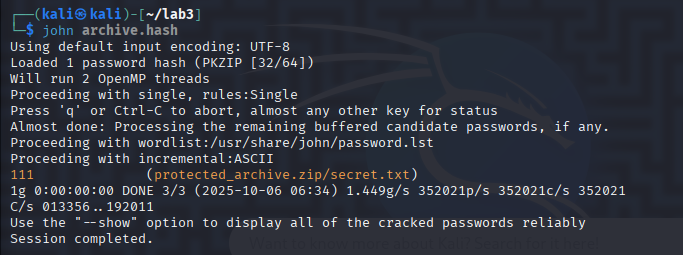 ┌──(kali㉿kali)-[~/lab3]
└─$ john archive.hash
Using default input encoding: UTF-8
Loaded 1 password hash (PKZIP [32/64])
Will run 2 OpenMP threads
Proceeding with single, rules:Single
Press 'q' or Ctrl-C to abort, almost any other key for status
Almost done: Processing the remaining buffered candidate passwords, if any.
Proceeding with wordlist:/usr/share/john/password.lst
Proceeding with incremental:ASCII
111              (protected_archive.zip/secret.txt)
1g 0:00:00:00 DONE 3/3 (2025-10-06 06:34) 1.449g/s 352021p/s 352021c/s 352021
C/s 013356..192011
Use the "--show" option to display all of the cracked passwords reliably
Session completed.